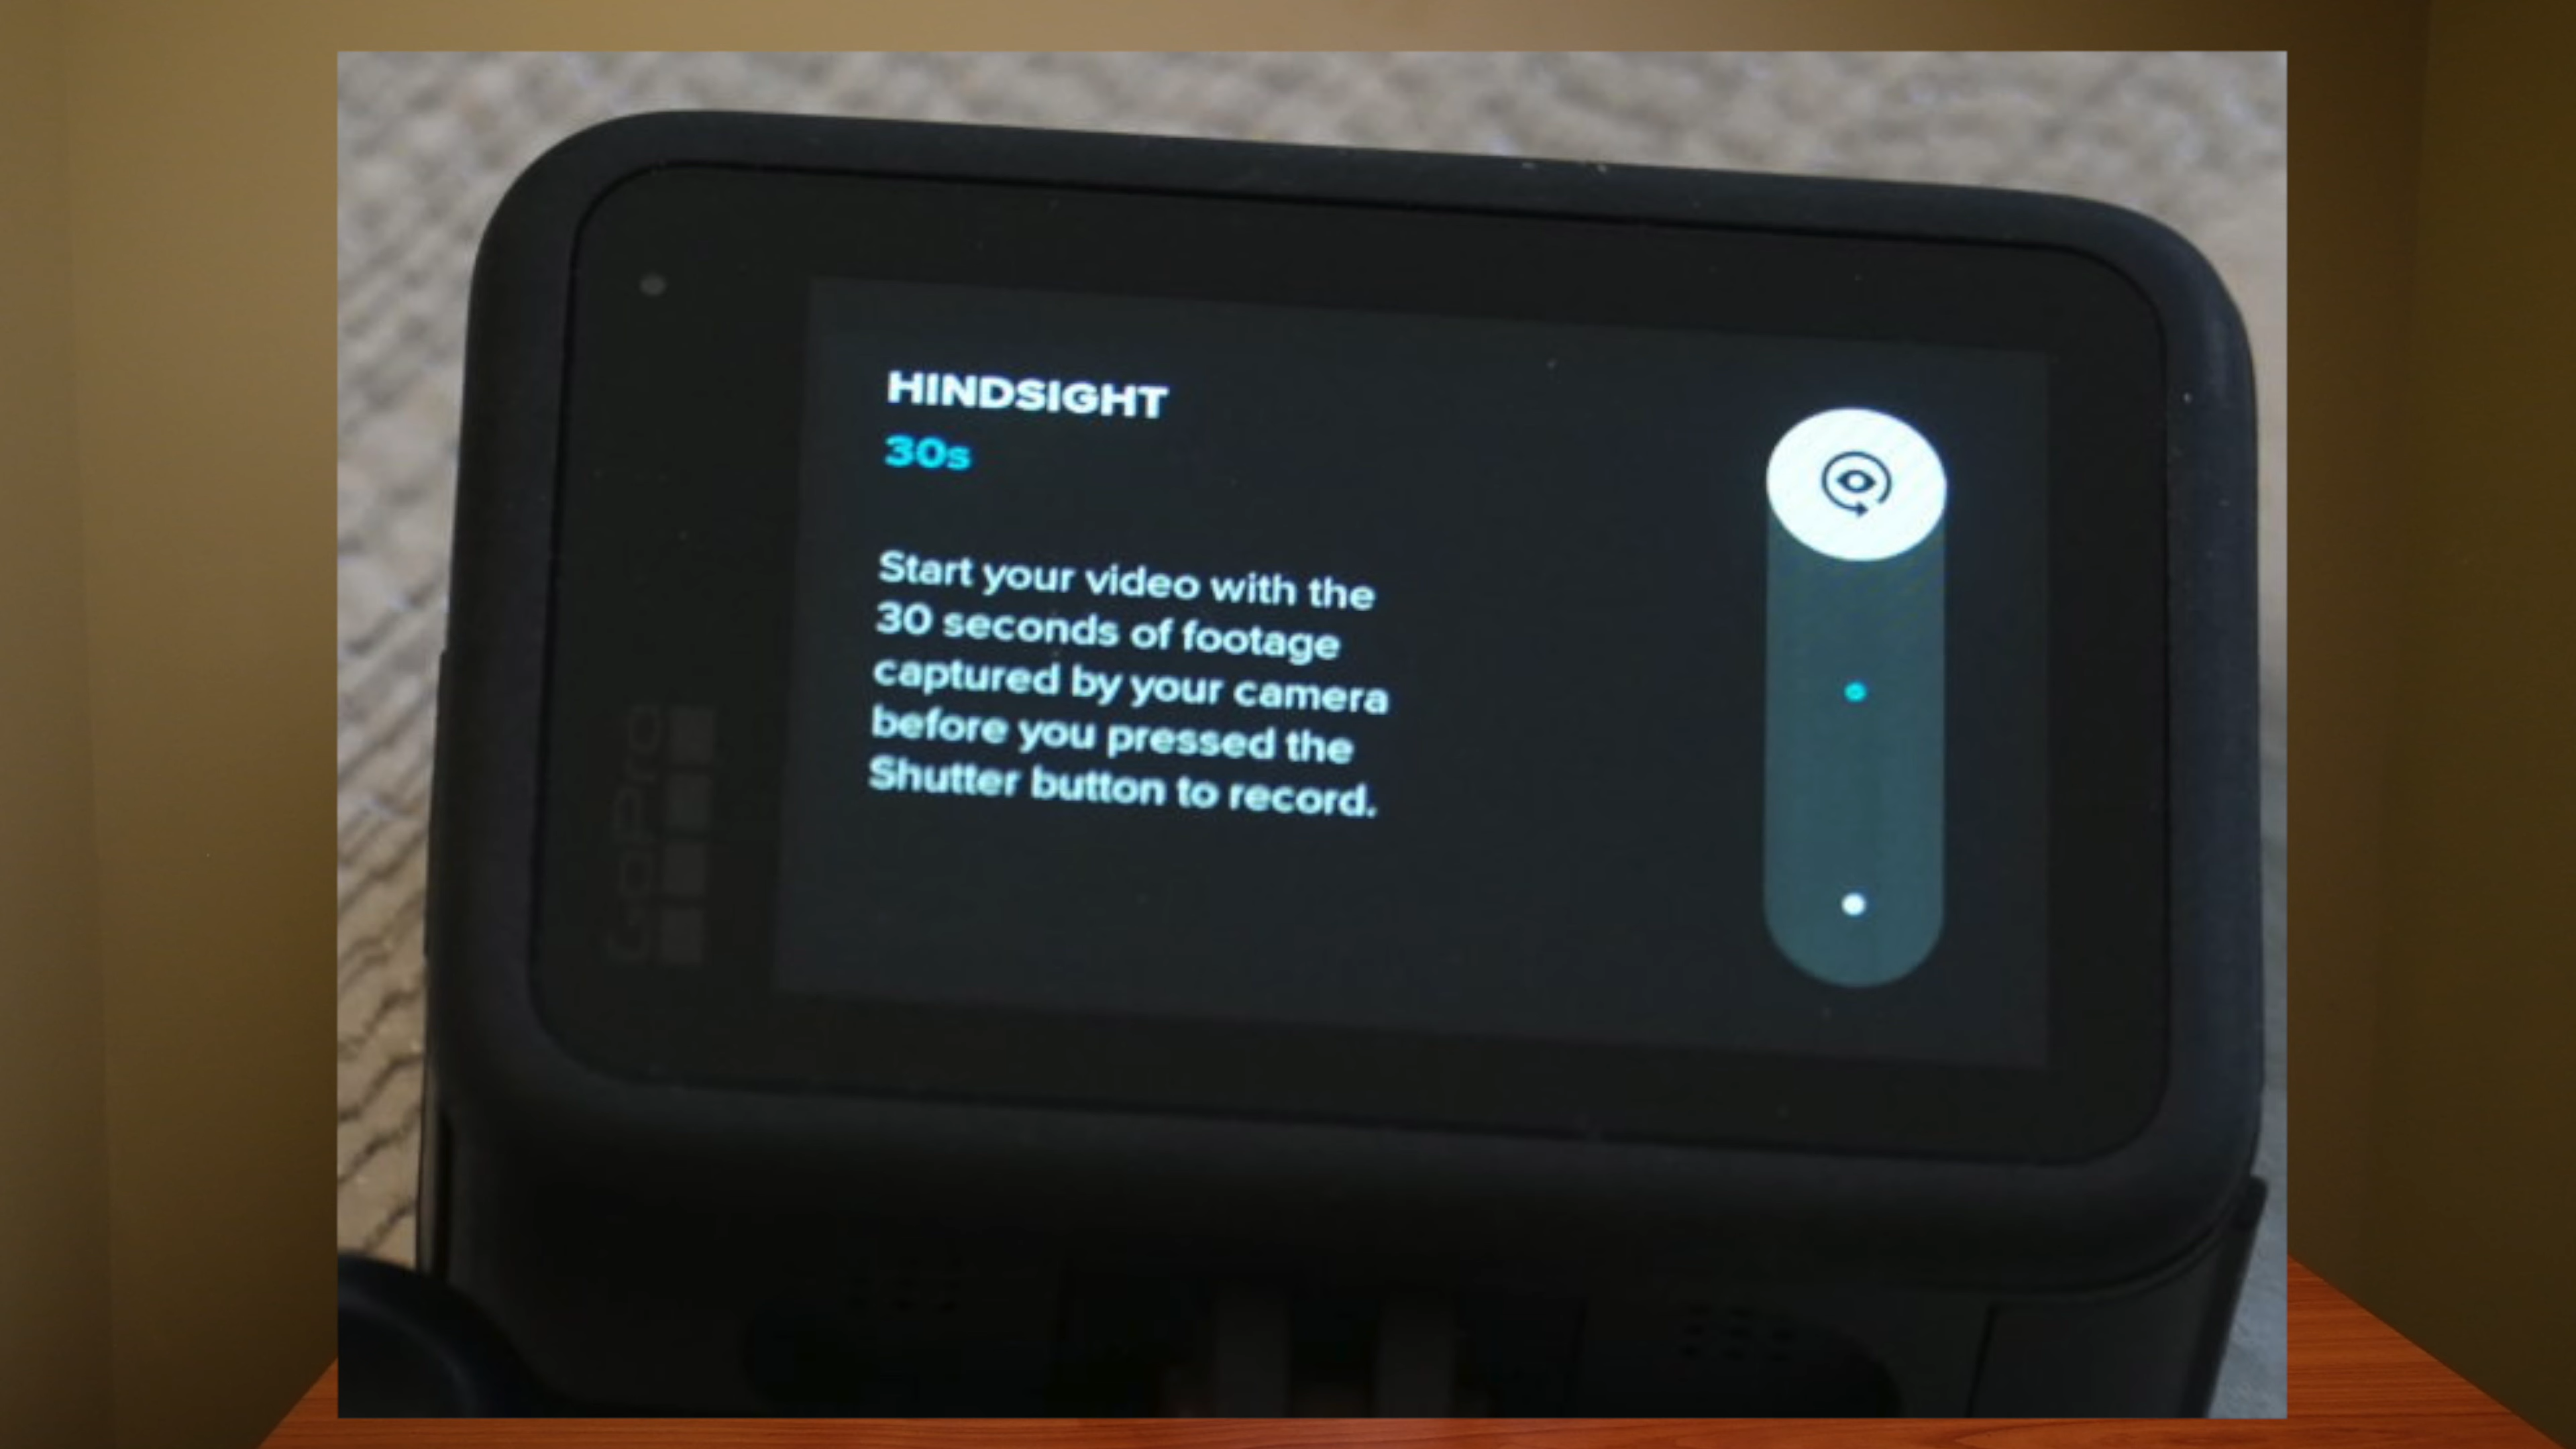 HINDSIGHT
30s
Start your video with the
30 seconds of footage
captured by your camera
before you pressed the
Shutter button to record.
GoPro